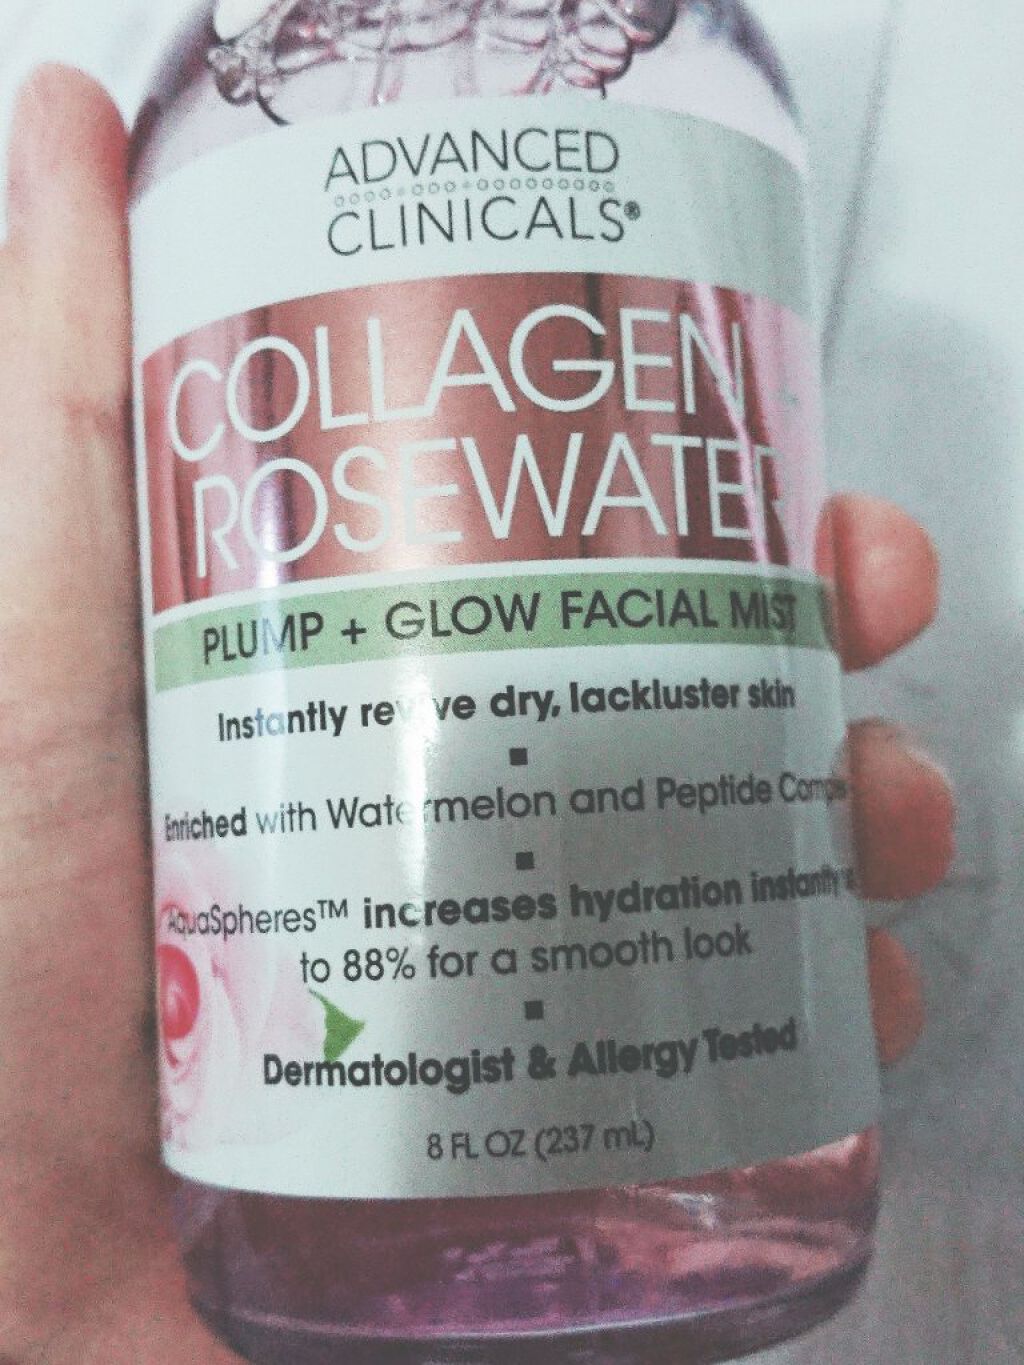 ADVANCED
CLINICALS®
COLLAGEN
ROSEWATER
PLUMP + GLOW FACIAL MIST
Instantly revive dry, lackluster skin
Enriched with Watermelon and Peptide
AquaSpheres™ increases hydration instantly
to 88% for a smooth look
Dermatologist & Allergy Tested
8 FL OZ (237 mL)